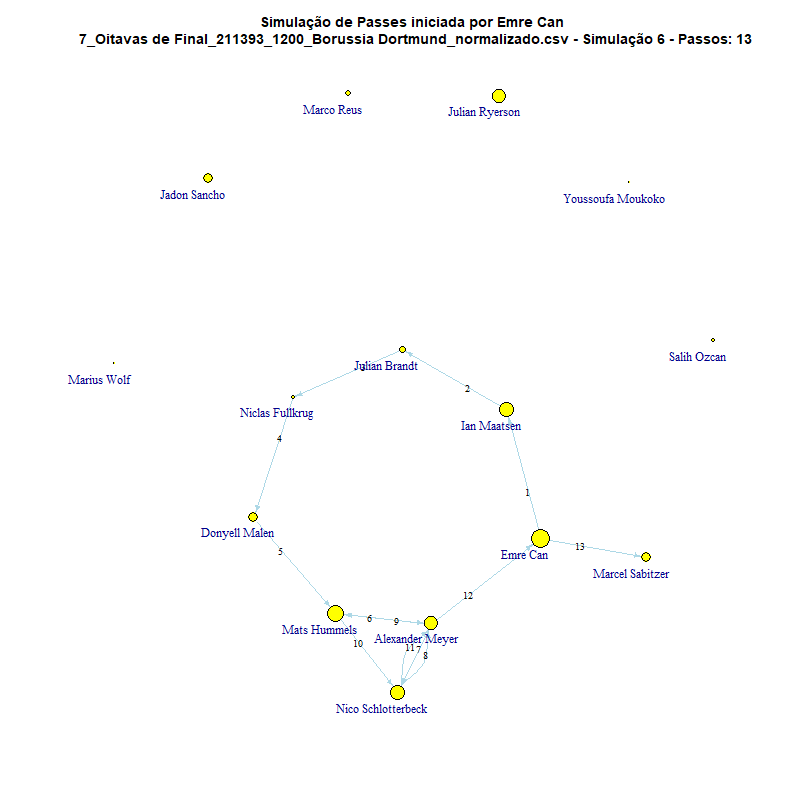 Simulação de Passes iniciada por Emre Can
7_Oitavas de Final_211393_1200_Borussia Dortmund_normalizado.csv - Simulação 6 - Passos: 13
Marco Reus
Julian Ryerson
Jadon Sancho
Youssoufa Moukoko
Salih Ozcan
Julian Brandt
3
Marius Wolf
2
Niclas Fullkrug
Ian Maatsen
4
1
Donyell Malen
5
13
Emre Can
Marcel Sabitzer
12
6
9
Mats Hummels
Alexander Meyer
10
11
7
8
Nico Schlotterbeck